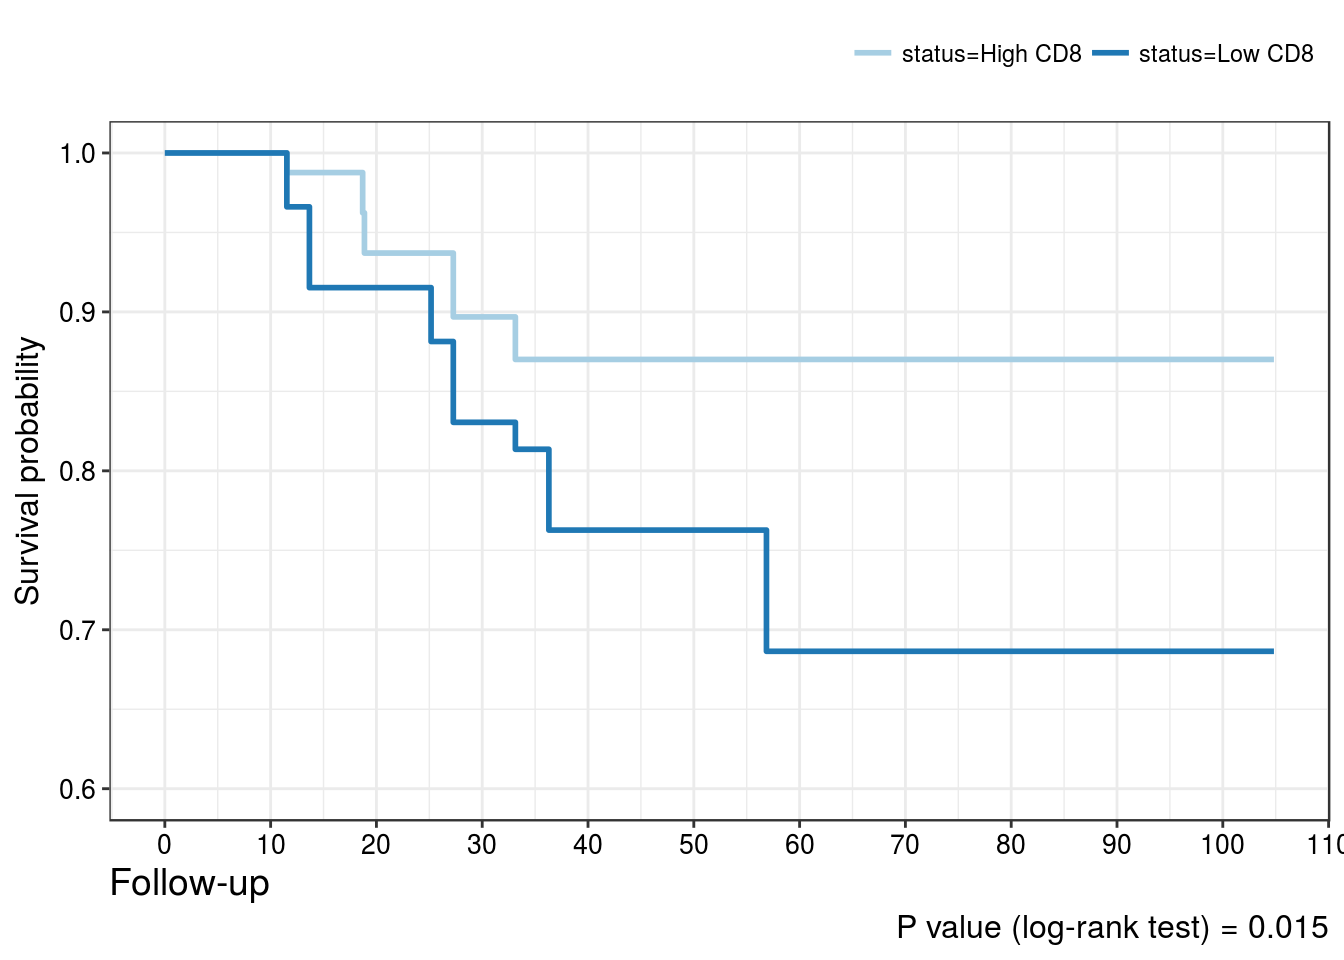 status=High CD8 status=Low CD8
Survival probability
1.0
0.9
0.8
0.7
0.6
0 10 20 30 40 50 60 70 80 90 100 110
Follow-up
P value (log-rank test) = 0.015